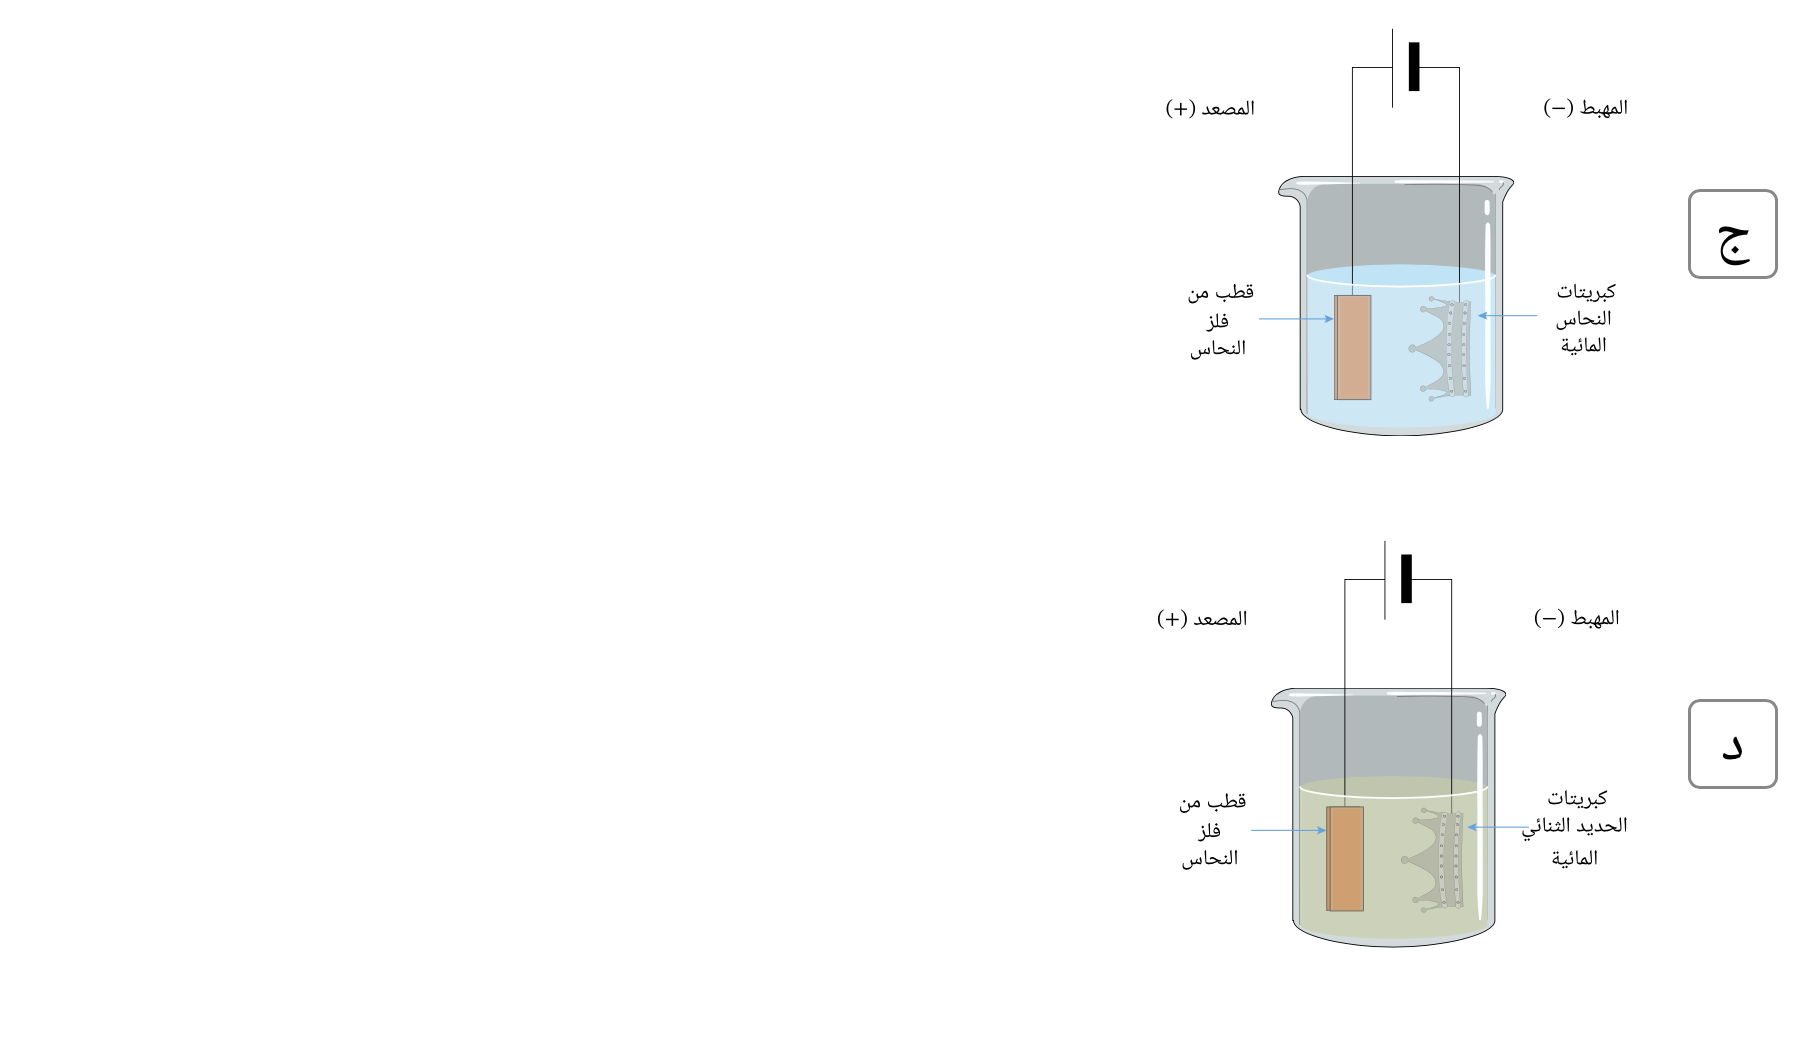 المهبط (−)
المصعد (+)
ج
كبريتات
النحاس
المائية
قطب من
فلز
النحاس
المهبط (−)
المصعد (+)
د
كبريتات
الحديد الثنائي
المائية
قطب من
فلز
النحاس